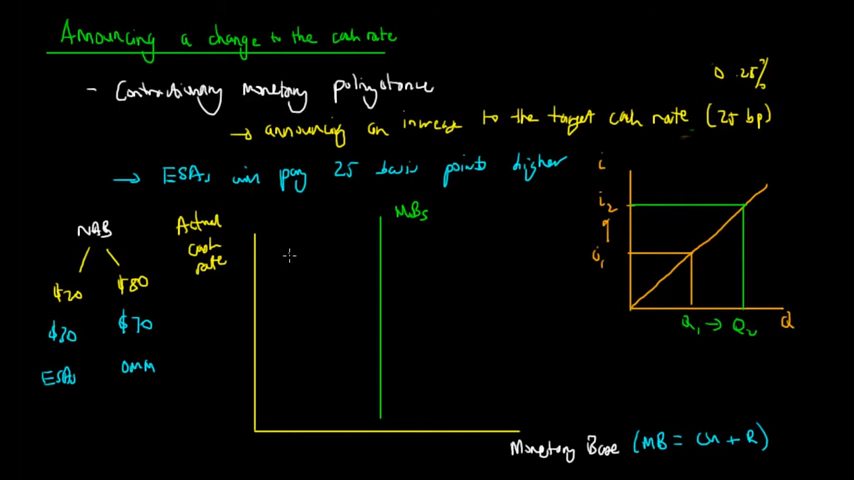 Announcing a change to the cash rate
- Contractionary monetary policy stance
0.25%
→ announcing an increase to the target cash rate (25 bp)
→ ESAs will pay 25 basis points higher
NAB
$20 $80
$30 $70
ESAs OMM
Actual
cash
rate
MBs
i
i2
i1
Q1 → Q2 Q
Monetary Base (MB = Cu + R)